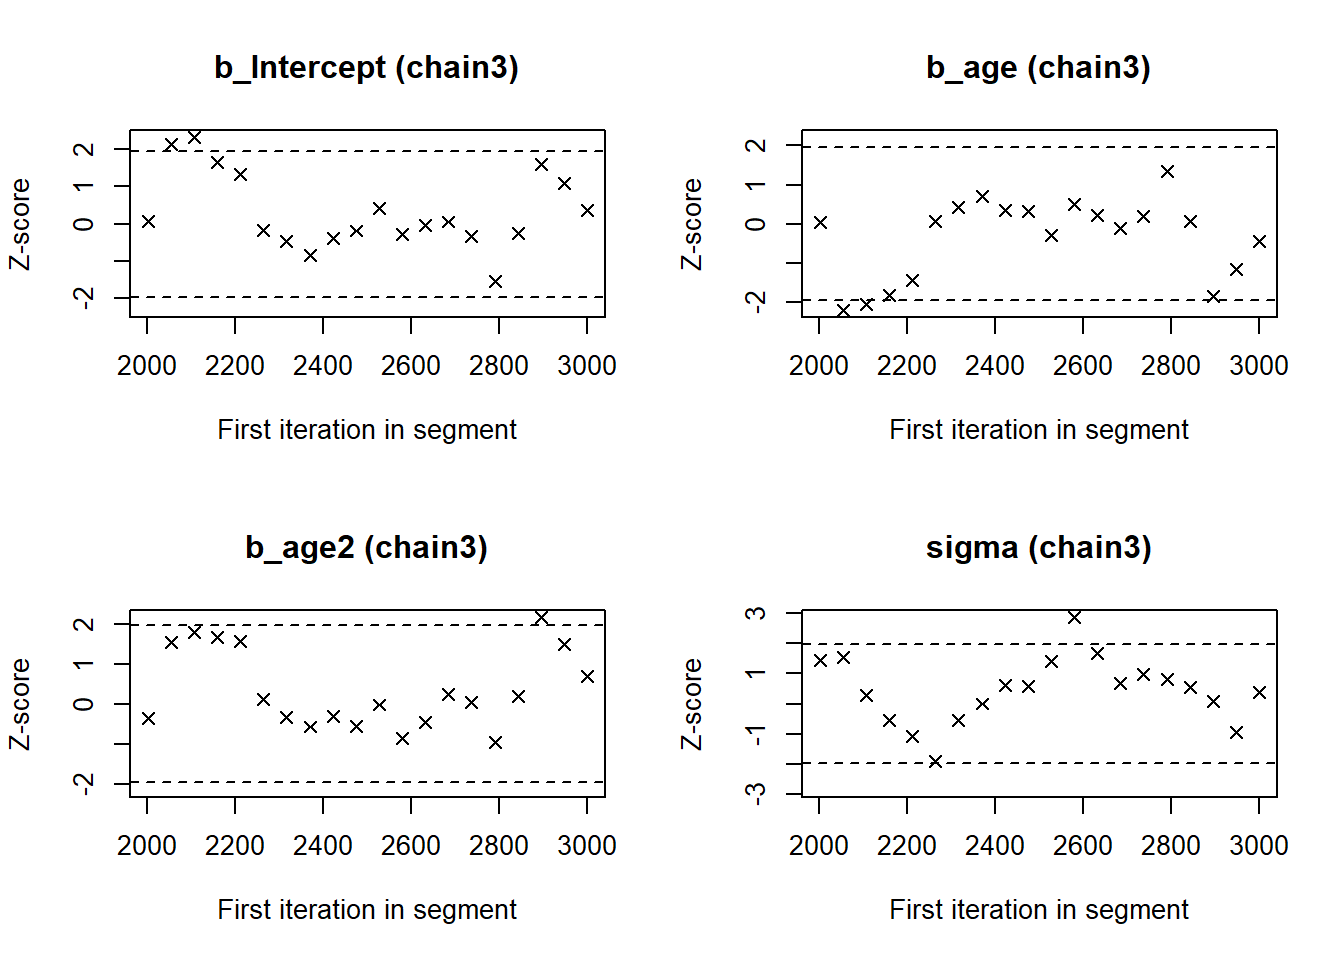 b_Intercept (chain3)
Z-score
2
1
0
-2
2000 2200 2400 2600 2800 3000
First iteration in segment
b_age (chain3)
Z-score
2
1
0
-2
2000 2200 2400 2600 2800 3000
First iteration in segment
b_age2 (chain3)
Z-score
2
1
0
-2
2000 2200 2400 2600 2800 3000
First iteration in segment
sigma (chain3)
Z-score
3
1
-1
-3
2000 2200 2400 2600 2800 3000
First iteration in segment